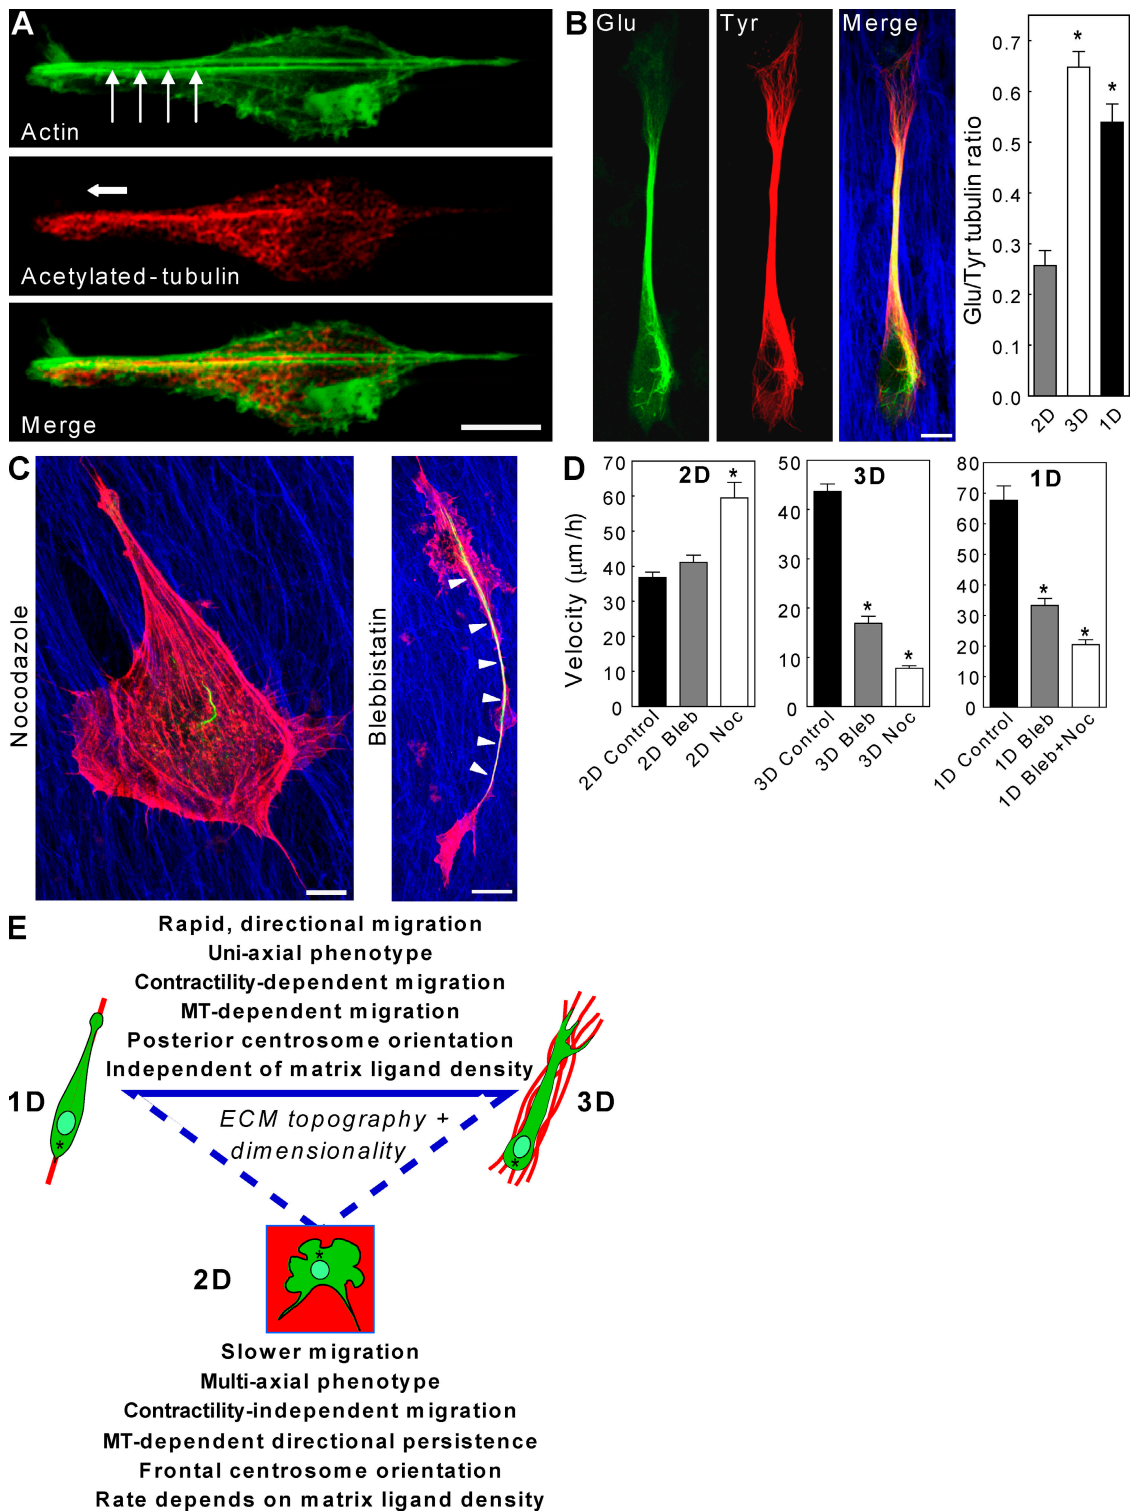 A
Actin
Acetylated-tubulin
Merge
B
Glu
Tyr
Merge
Glu/Tyr tubulin ratio
0.7
0.6
0.5
0.4
0.3
0.2
0.1
0.0
2D
3D
1D
*
*
C
Nocodazole
Blebbistatin
D
Velocity (μm/h)
70
60
50
40
30
20
10
0
2D
*
2D Control
2D Bleb
2D Noc
50
40
30
20
10
0
3D
*
*
3D Control
3D Bleb
3D Noc
80
70
60
50
40
30
20
10
0
1D
*
*
1D Control
1D Bleb
1D Bleb+Noc
E
Rapid, directional migration
Uni-axial phenotype
Contractility-dependent migration
MT-dependent migration
Posterior centrosome orientation
Independent of matrix ligand density
1D
3D
ECM topography +
dimensionality
*
*
2D
*
Slower migration
Multi-axial phenotype
Contractility-independent migration
MT-dependent directional persistence
Frontal centrosome orientation
Rate depends on matrix ligand density